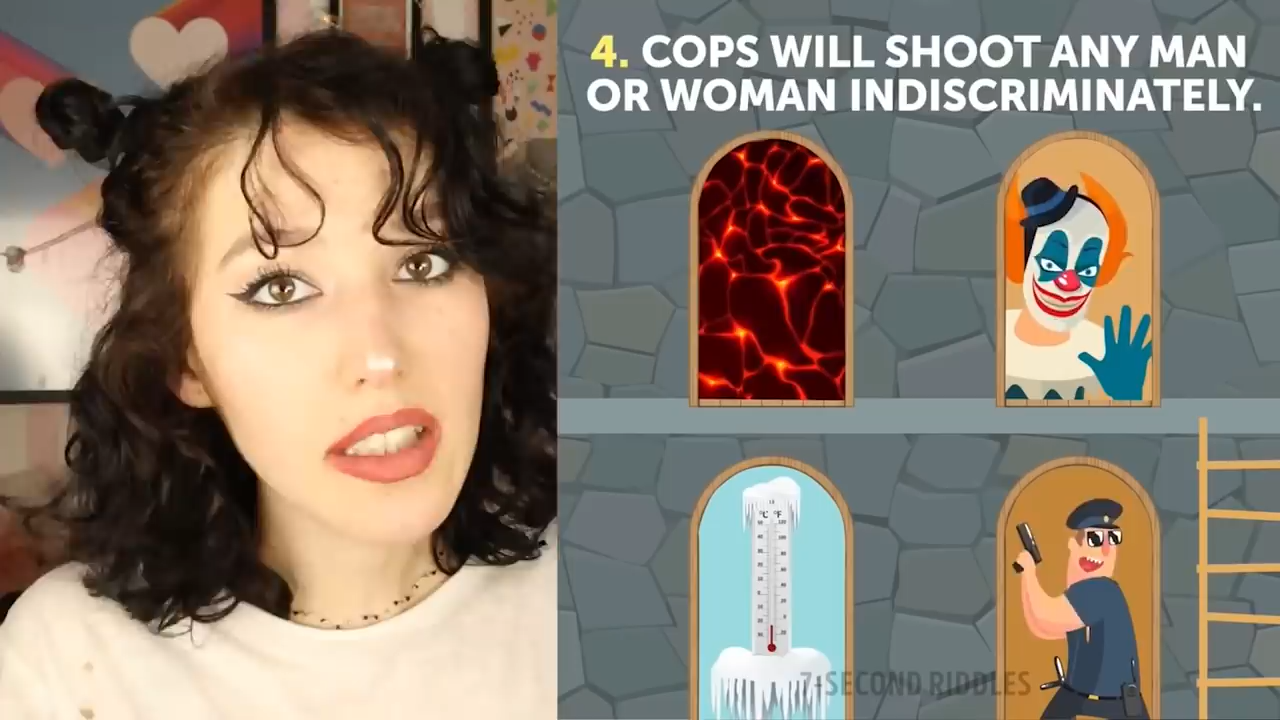 4. COPS WILL SHOOT ANY MAN
OR WOMAN INDISCRIMINATELY.
°C °F
7-SECOND RIDDLES